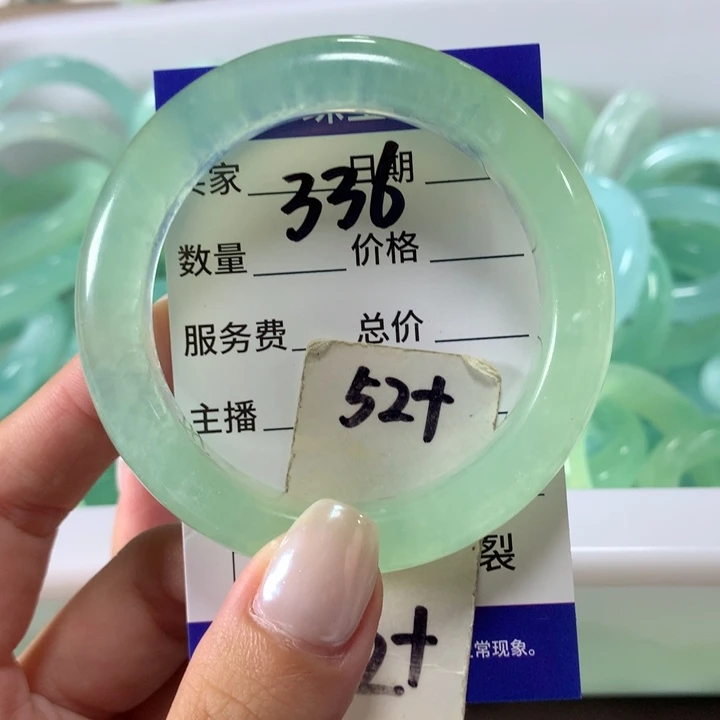 家 日期
336
数量 价格
服务费 总价
52+
主播
裂
2+
常现象。